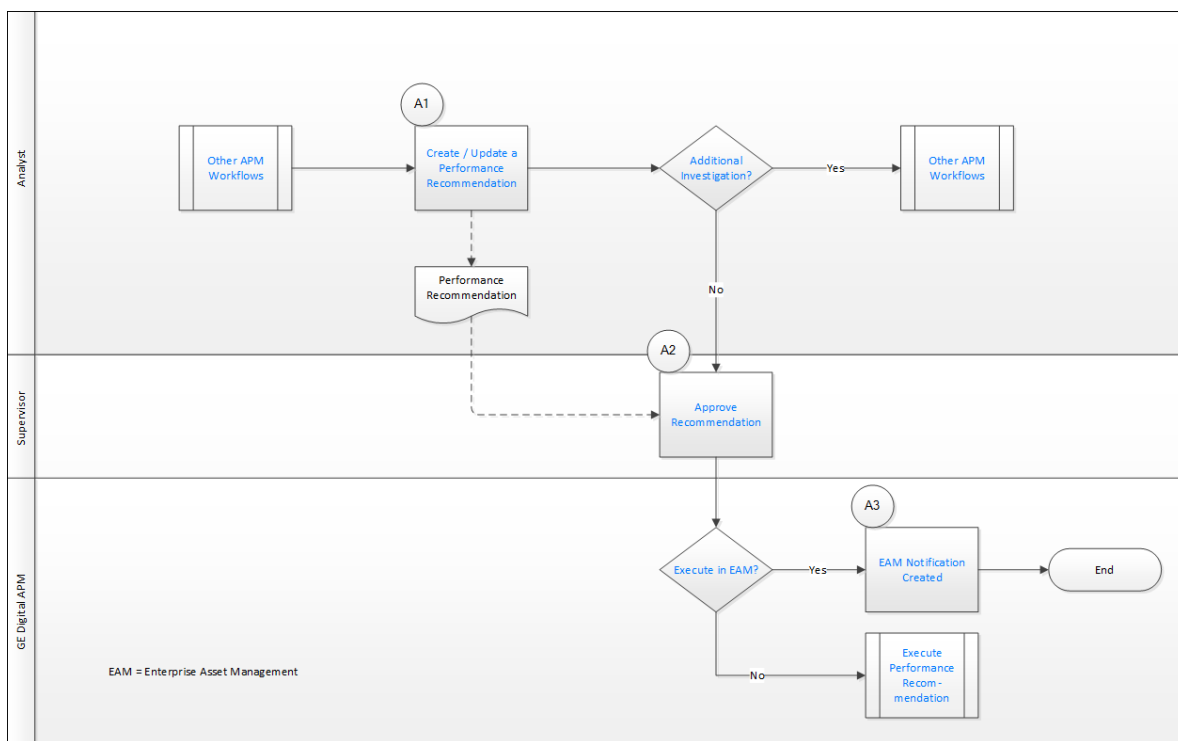 Analyst
A1
Other APM
Workflows
Create / Update a
Performance
Recommendation
Additional
Investigation?
Yes
Other APM
Workflows
Performance
Recommendation
No
Supervisor
A2
Approve
Recommendation
GE Digital APM
A3
Execute in EAM?
Yes
EAM Notification
Created
End
No
Execute
Performance
Recom-
mendation
EAM = Enterprise Asset Management